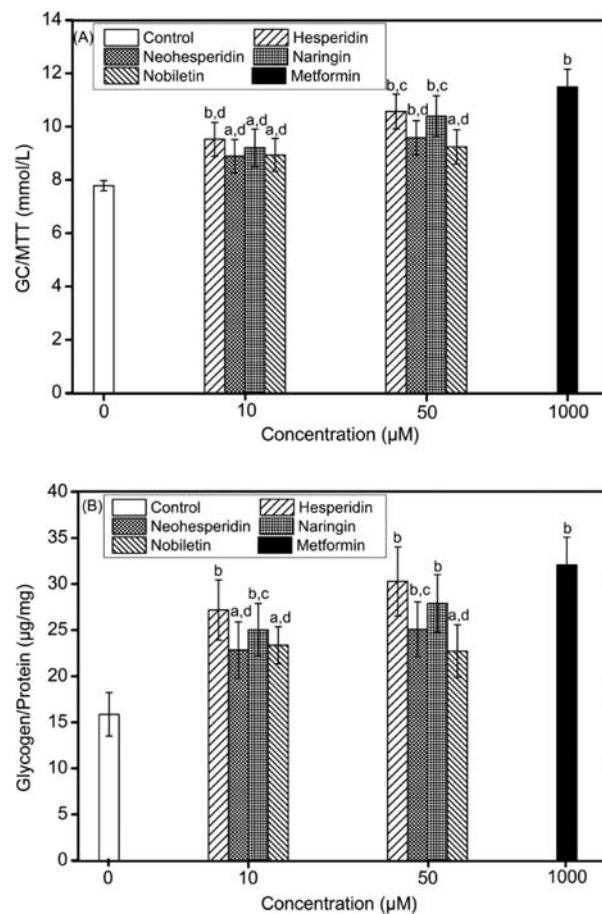 14
12
10
8
6
4
2
0
GC/MTT (mmol/L)
(A)
Control
Hesperidin
Neohesperidin
Naringin
Nobiletin
Metformin
b,d
a,d
a,d
a,d
b,c
b,d
b,c
a,d
b
0
10
50
1000
Concentration (µM)
40
35
30
25
20
15
10
5
0
Glycogen/Protein (µg/mg)
(B)
Control
Hesperidin
Neohesperidin
Naringin
Nobiletin
Metformin
b
a,d
b,c
a,d
b
b,c
b
a,d
b
0
10
50
1000
Concentration (µM)